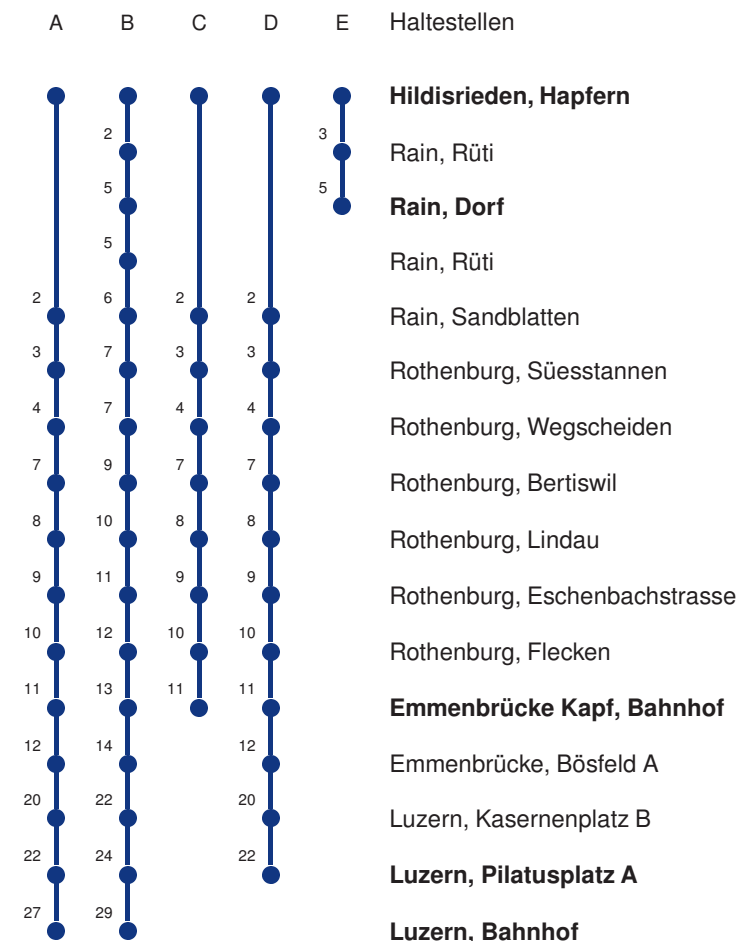 A B C D E Haltestellen
Hildisrieden, Hapfern
2 3 Rain, Rüti
5 5 Rain, Dorf
5 Rain, Rüti
2 6 2 2 Rain, Sandblatten
3 7 3 3 Rothenburg, Süesstannen
4 7 4 4 Rothenburg, Wegscheiden
7 9 7 7 Rothenburg, Bertiswil
8 10 8 8 Rothenburg, Lindau
9 11 9 9 Rothenburg, Eschenbachstrasse
10 12 10 10 Rothenburg, Flecken
11 13 11 11 Emmenbrücke Kapf, Bahnhof
12 14 12 Emmenbrücke, Bösfeld A
20 22 20 Luzern, Kasernenplatz B
22 24 22 Luzern, Pilatusplatz A
27 29 Luzern, Bahnhof